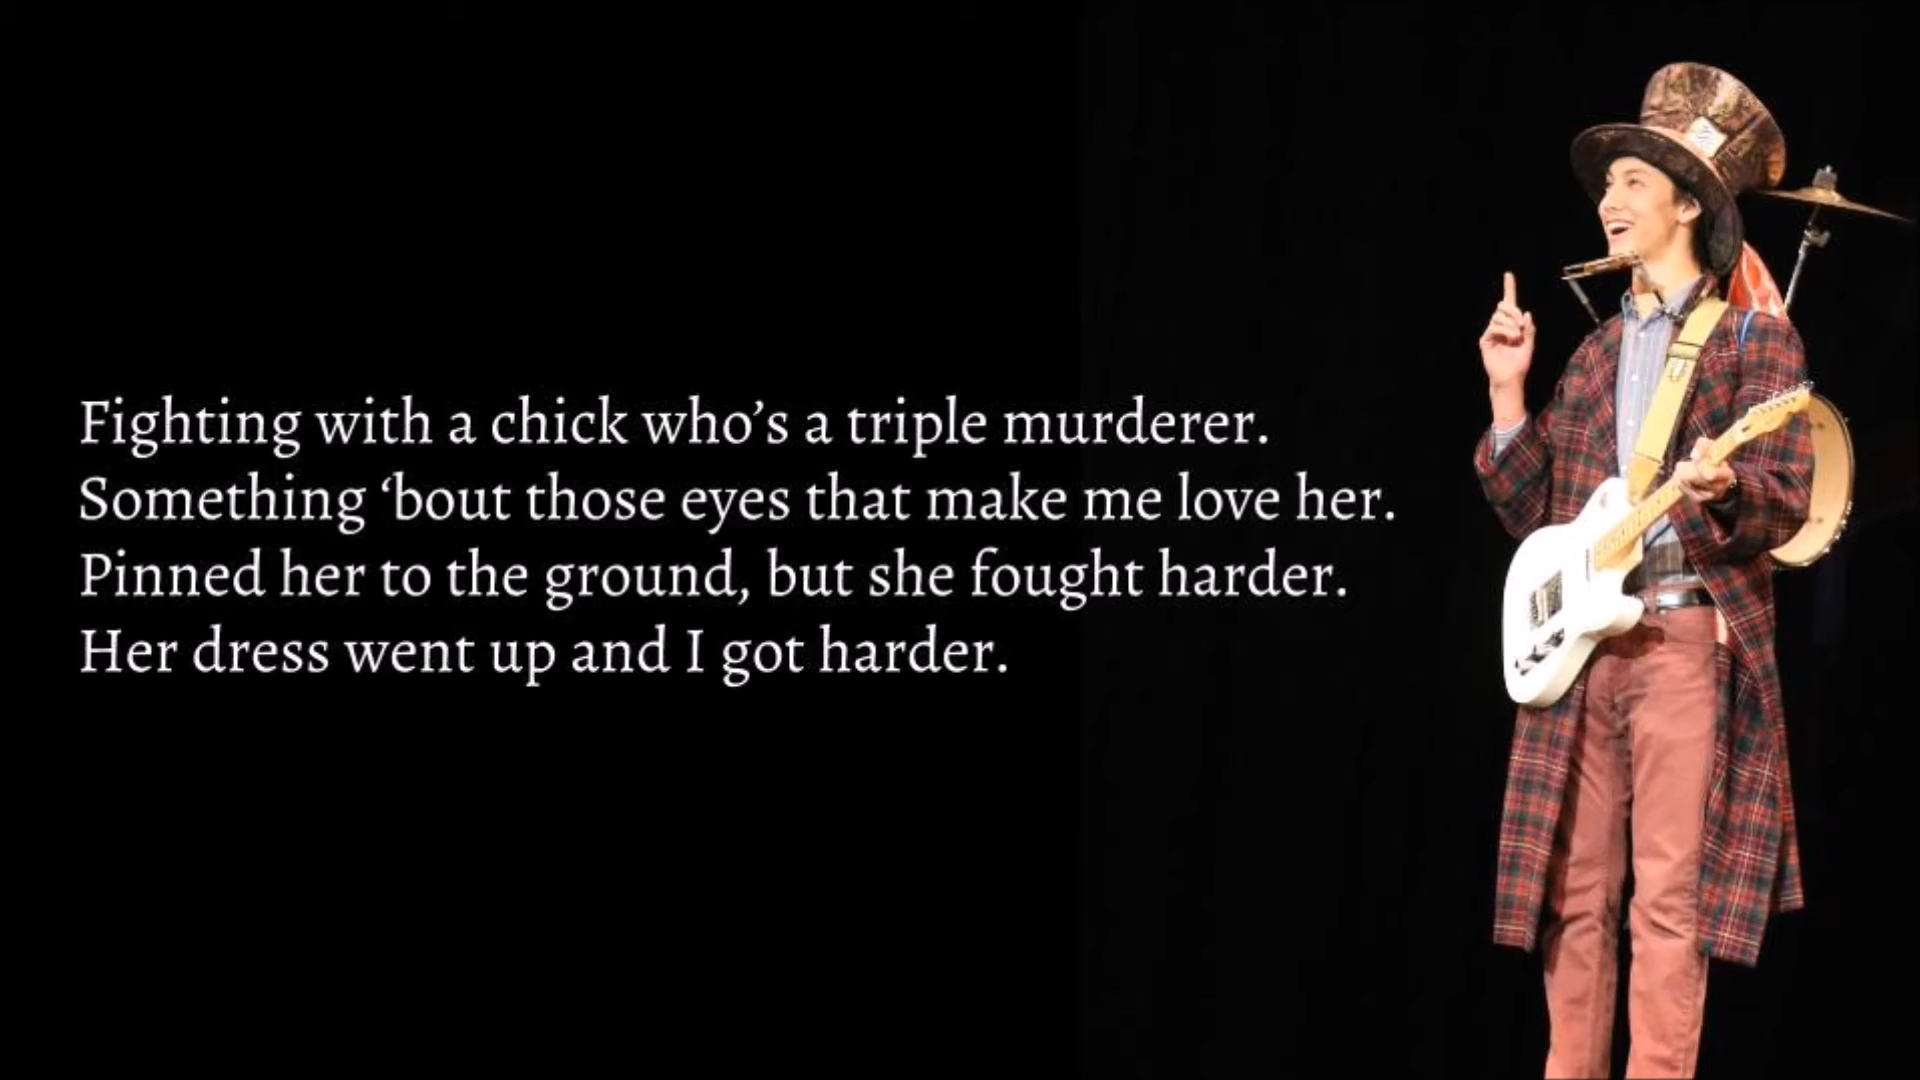 Fighting with a chick who’s a triple murderer.
Something ‘bout those eyes that make me love her.
Pinned her to the ground, but she fought harder.
Her dress went up and I got harder.